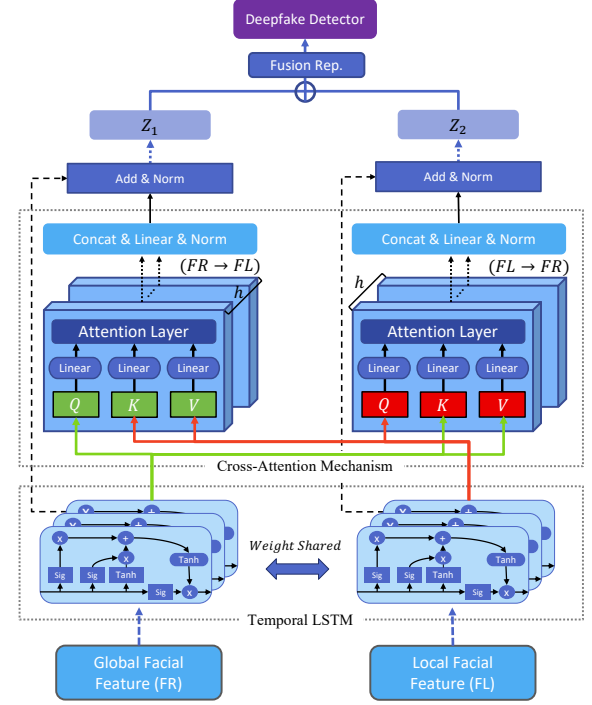 Deepfake Detector
Fusion Rep.
Z₁
Z₂
Add & Norm
Add & Norm
Concat & Linear & Norm
Concat & Linear & Norm
(FR → FL)
(FL → FR)
h
h
Attention Layer
Attention Layer
Linear Linear Linear
Linear Linear Linear
Q K V
Q K V
Cross-Attention Mechanism
x +
x +
x +
x +
x +
x +
Tanh
Tanh
x
x
Weight Shared
Sig Sig Tanh
Sig Sig Tanh
Sig x
Sig x
Temporal LSTM
Global Facial
Feature (FR)
Local Facial
Feature (FL)